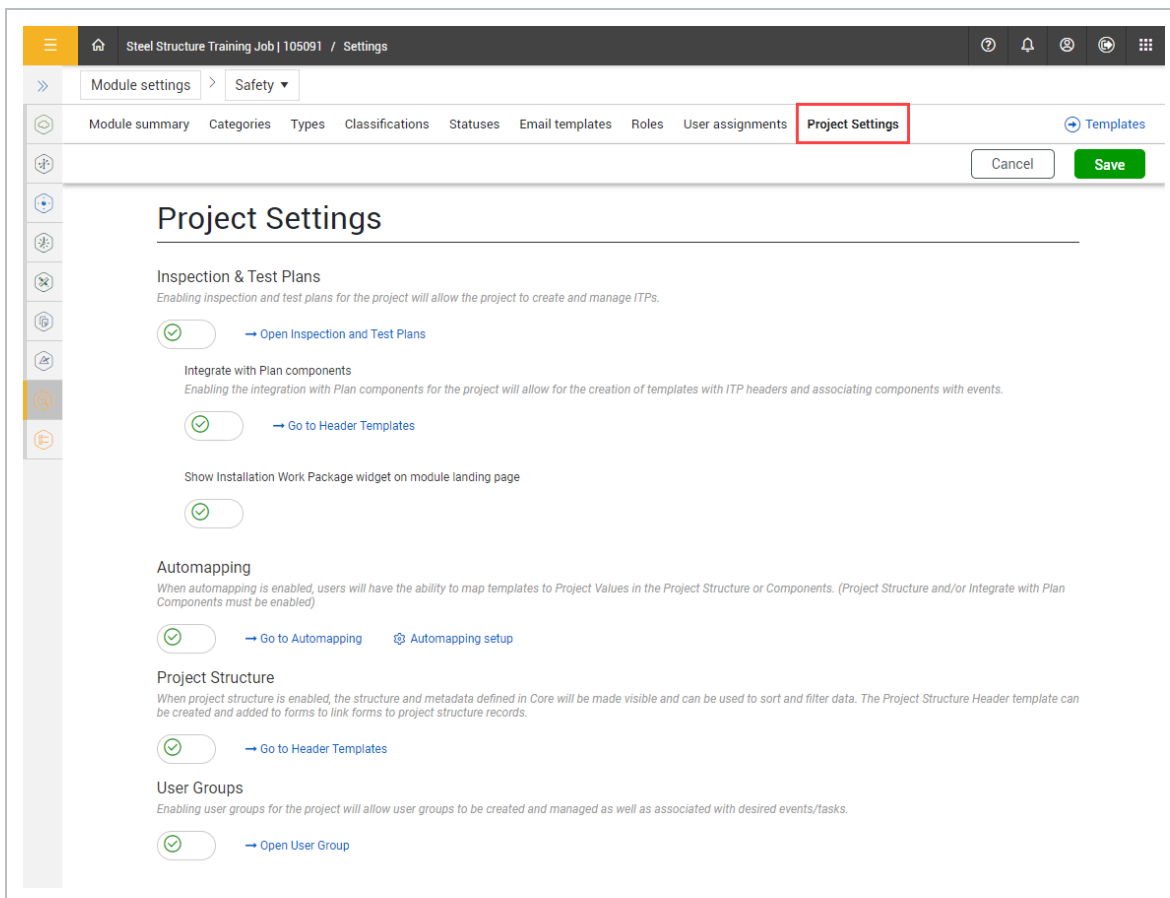 Steel Structure Training Job | 105091 / Settings
Module settings > Safety ▼
Module summary Categories Types Classifications Statuses Email templates Roles User assignments Project Settings Templates
Cancel Save
Project Settings
Inspection & Test Plans
Enabling inspection and test plans for the project will allow the project to create and manage ITPs.
→ Open Inspection and Test Plans
Integrate with Plan components
Enabling the integration with Plan components for the project will allow for the creation of templates with ITP headers and associating components with events.
→ Go to Header Templates
Show Installation Work Package widget on module landing page
Automapping
When automapping is enabled, users will have the ability to map templates to Project Values in the Project Structure or Components. (Project Structure and/or Integrate with Plan
Components must be enabled)
→ Go to Automapping Automapping setup
Project Structure
When project structure is enabled, the structure and metadata defined in Core will be made visible and can be used to sort and filter data. The Project Structure Header template can
be created and added to forms to link forms to project structure records.
→ Go to Header Templates
User Groups
Enabling user groups for the project will allow user groups to be created and managed as well as associated with desired events/tasks.
→ Open User Group